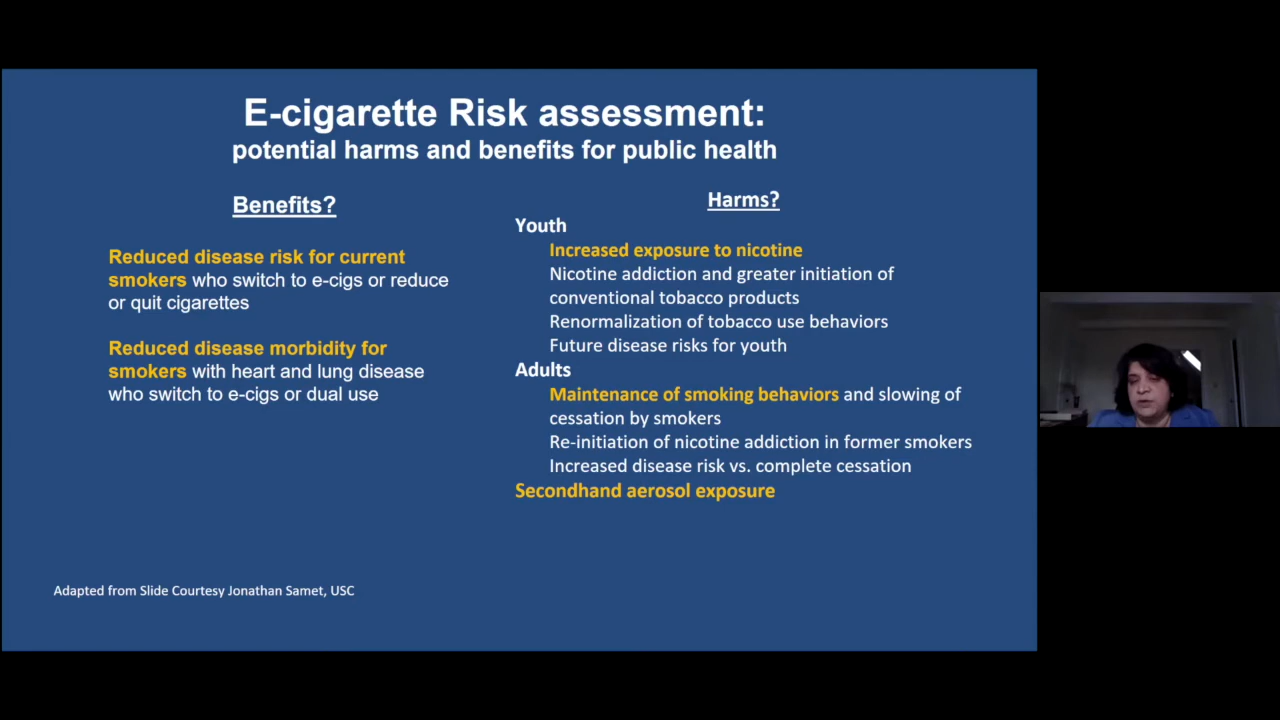 E-cigarette Risk assessment:
potential harms and benefits for public health
Benefits?
Reduced disease risk for current
smokers who switch to e-cigs or reduce
or quit cigarettes
Reduced disease morbidity for
smokers with heart and lung disease
who switch to e-cigs or dual use
Harms?
Youth
Increased exposure to nicotine
Nicotine addiction and greater initiation of
conventional tobacco products
Renormalization of tobacco use behaviors
Future disease risks for youth
Adults
Maintenance of smoking behaviors and slowing of
cessation by smokers
Re-initiation of nicotine addiction in former smokers
Increased disease risk vs. complete cessation
Secondhand aerosol exposure
Adapted from Slide Courtesy Jonathan Samet, USC